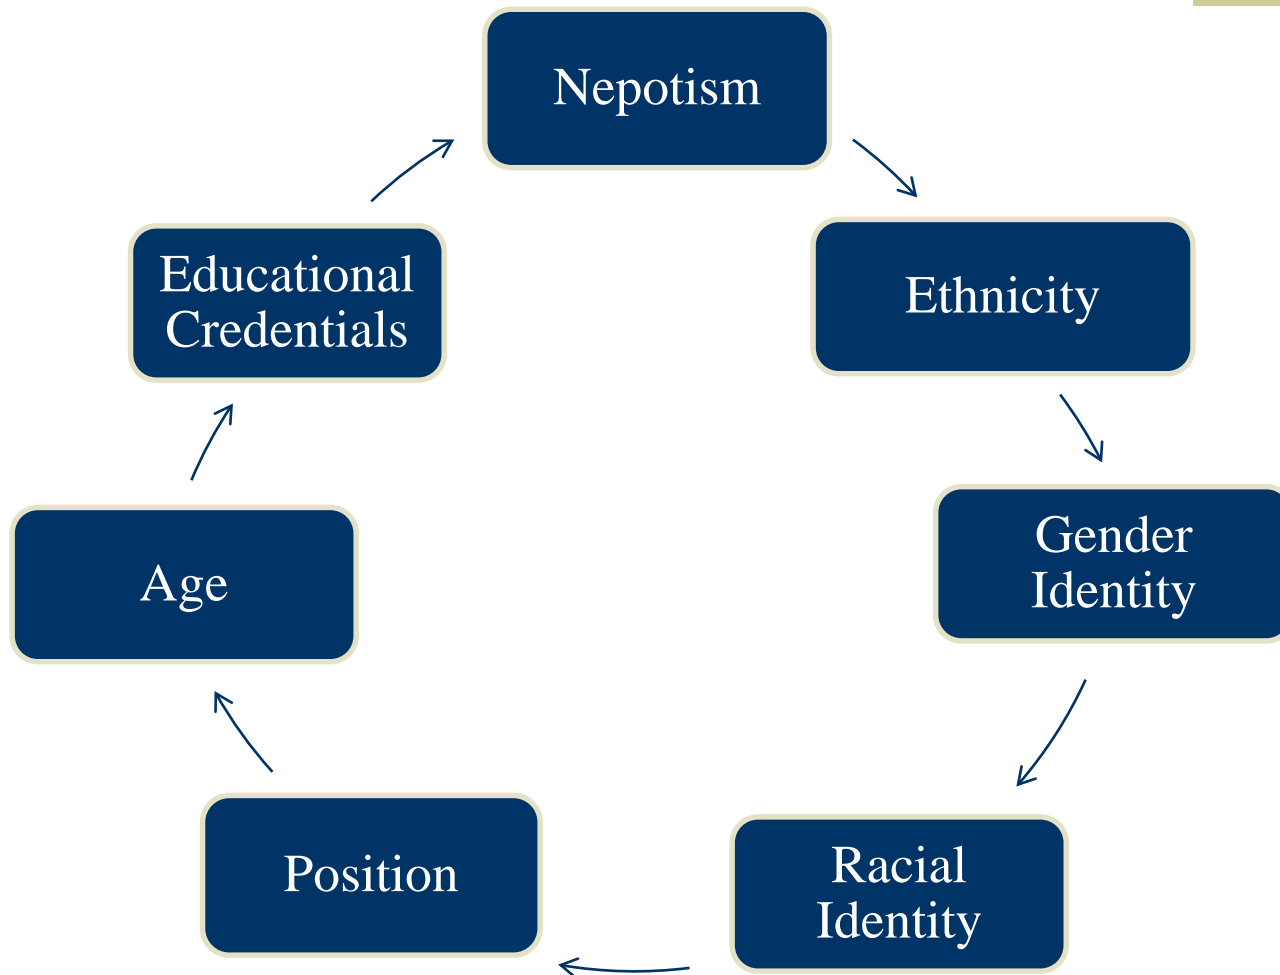 Nepotism
Ethnicity
Gender
Identity
Racial
Identity
Position
Age
Educational
Credentials